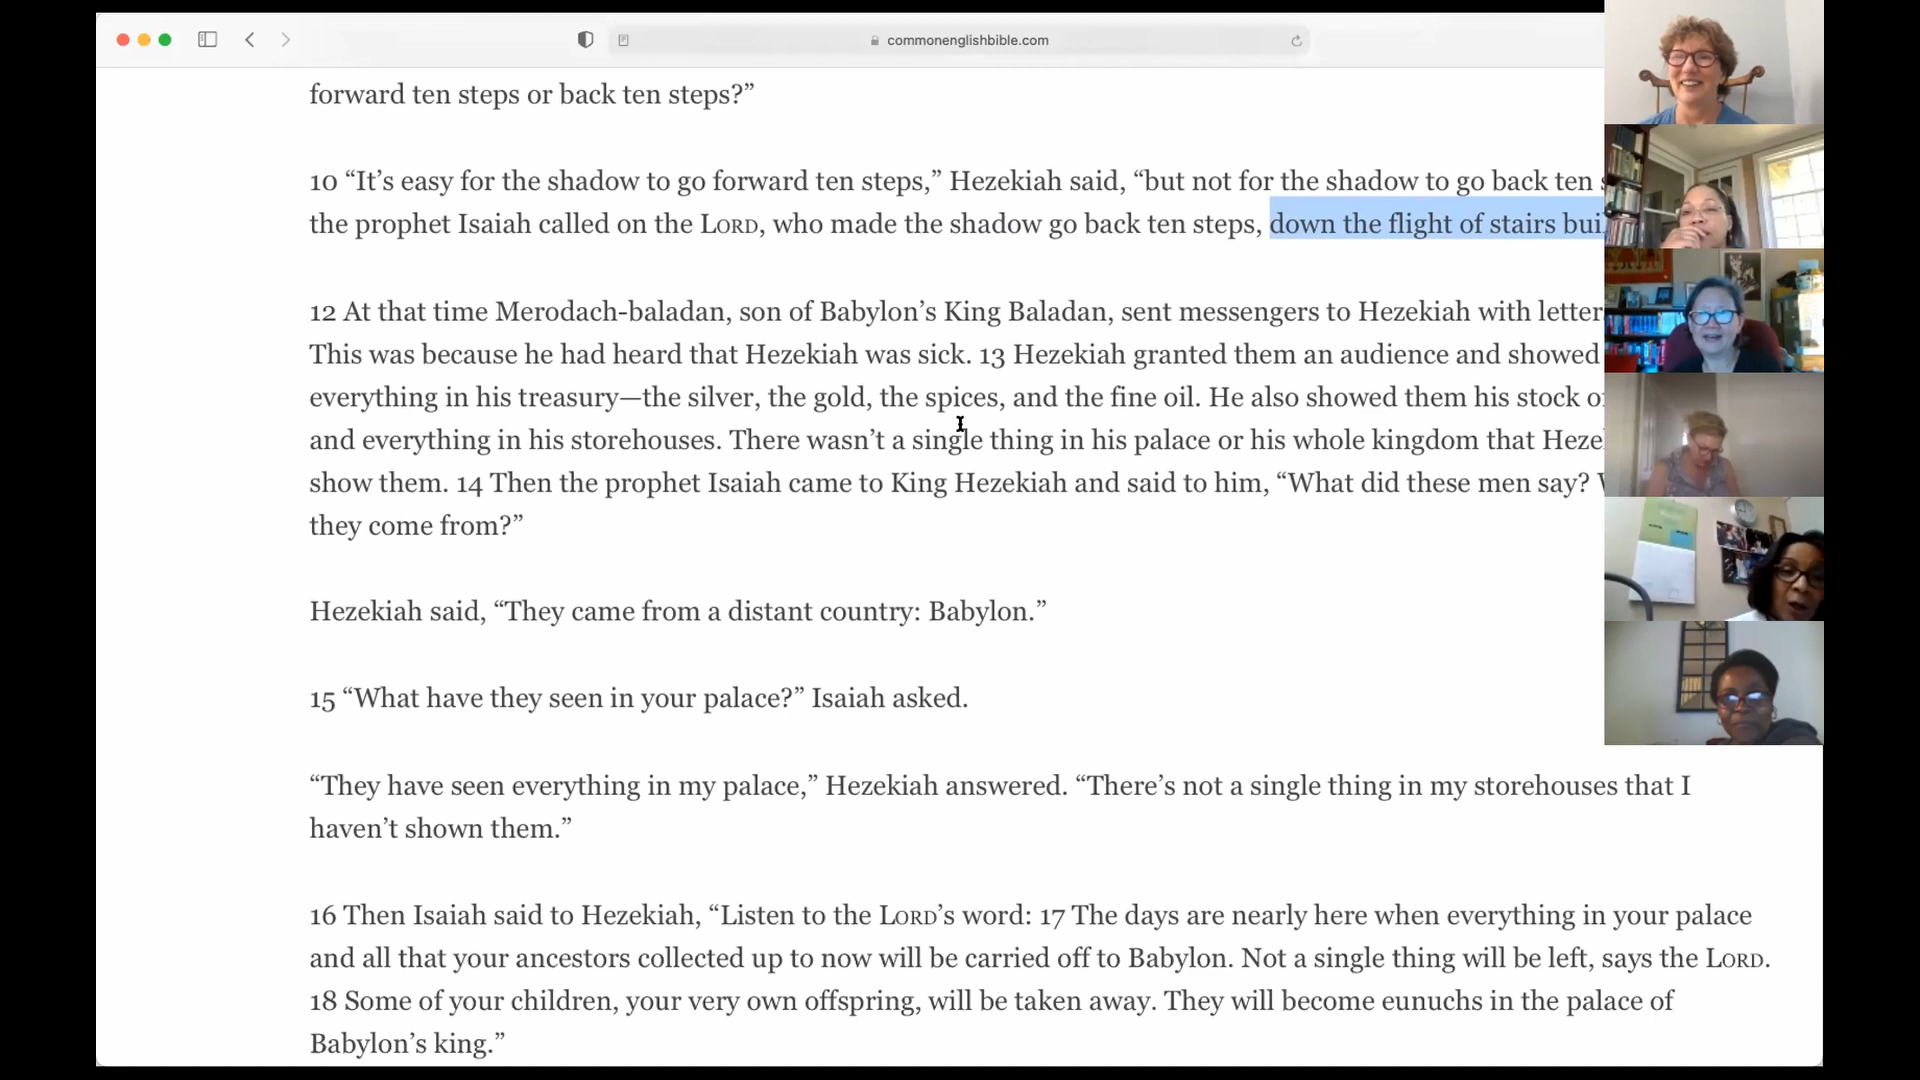 commonenglishbible.com
forward ten steps or back ten steps?”
10 “It’s easy for the shadow to go forward ten steps,” Hezekiah said, “but not for the shadow to go back ten
the prophet Isaiah called on the LORD, who made the shadow go back ten steps, down the flight of stairs
12 At that time Merodach-baladan, son of Babylon’s King Baladan, sent messengers to Hezekiah with
This was because he had heard that Hezekiah was sick. 13 Hezekiah granted them an audience and showed
everything in his treasury—the silver, the gold, the spices, and the fine oil. He also showed them his stock
and everything in his storehouses. There wasn’t a single thing in his palace or his whole kingdom that
show them. 14 Then the prophet Isaiah came to King Hezekiah and said to him, “What did these men say?
they come from?”
Hezekiah said, “They came from a distant country: Babylon.”
15 “What have they seen in your palace?” Isaiah asked.
“They have seen everything in my palace,” Hezekiah answered. “There’s not a single thing in my storehouses that I
haven’t shown them.”
16 Then Isaiah said to Hezekiah, “Listen to the LORD’s word: 17 The days are nearly here when everything in your palace
and all that your ancestors collected up to now will be carried off to Babylon. Not a single thing will be left, says the LORD.
18 Some of your children, your very own offspring, will be taken away. They will become eunuchs in the palace of
Babylon’s king.”